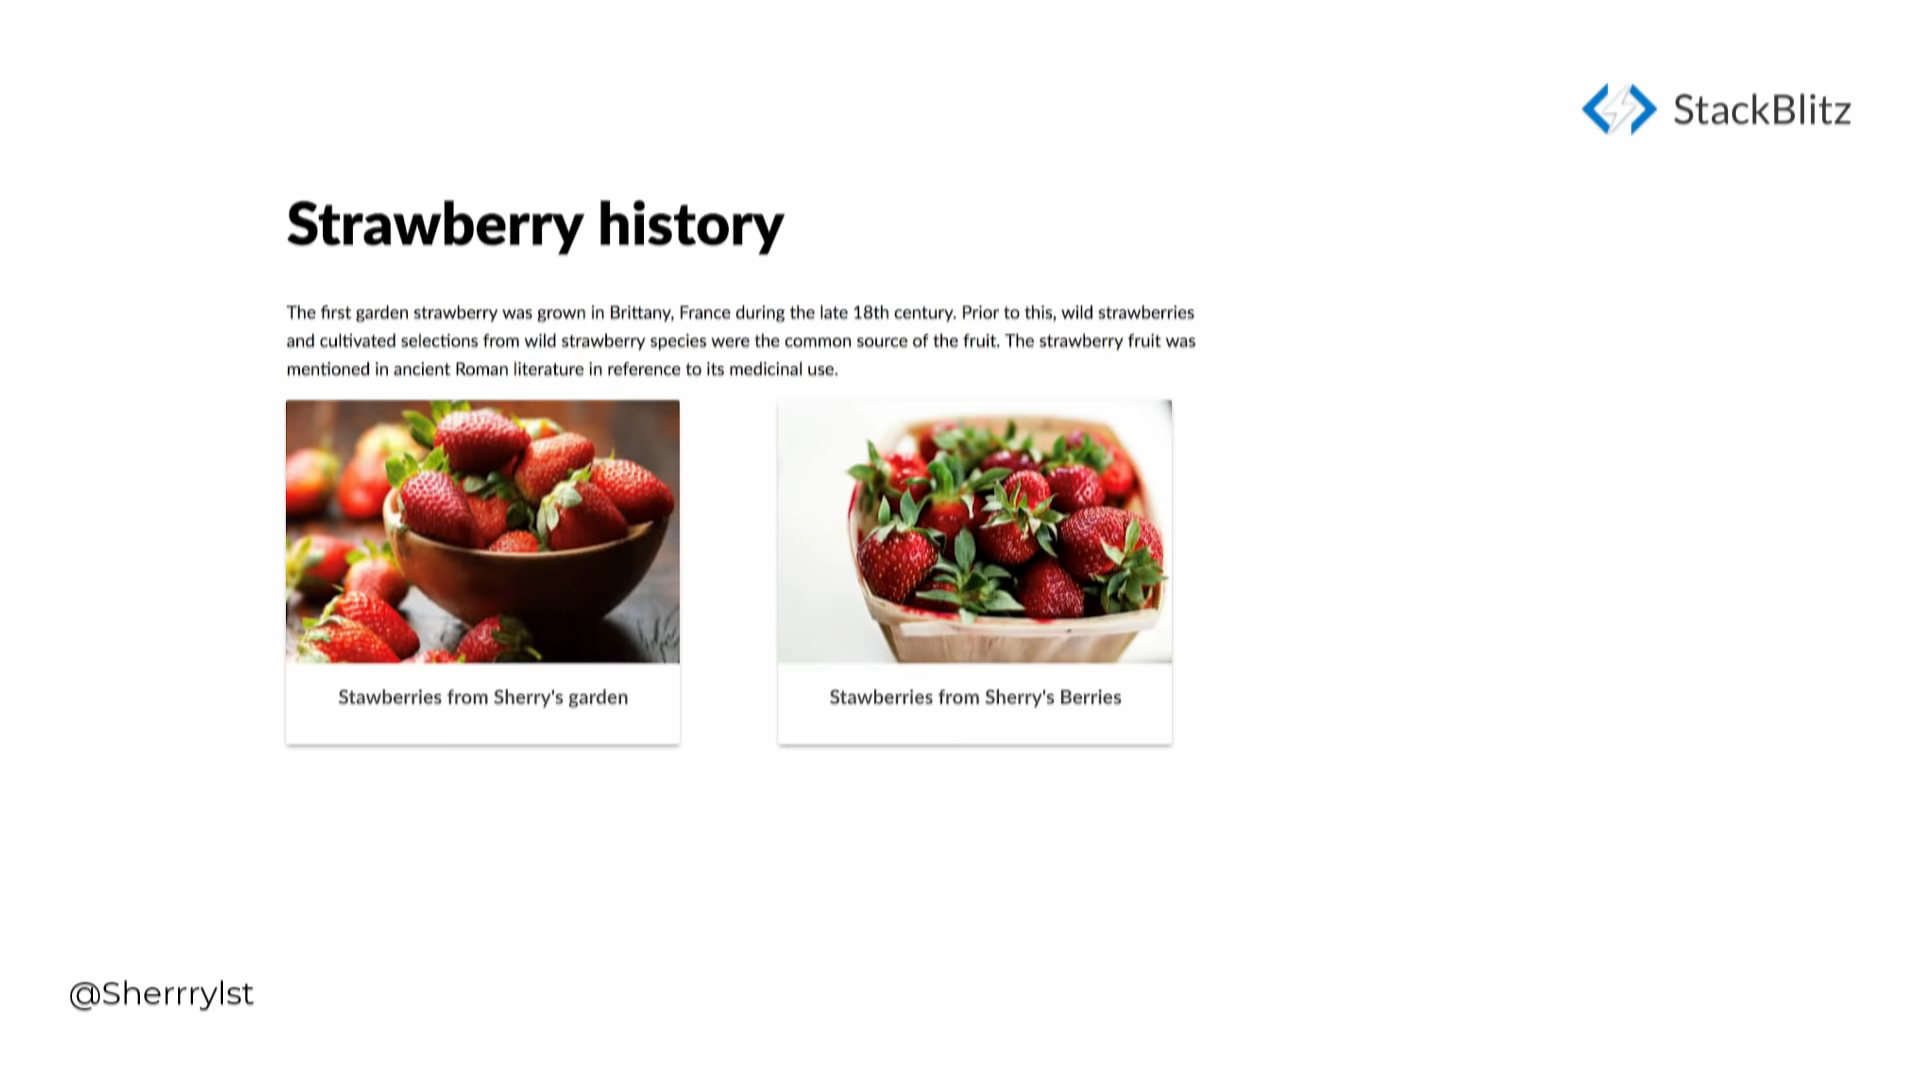 StackBlitz
Strawberry history
The first garden strawberry was grown in Brittany, France during the late 18th century. Prior to this, wild strawberries
and cultivated selections from wild strawberry species were the common source of the fruit. The strawberry fruit was
mentioned in ancient Roman literature in reference to its medicinal use.
Stawberries from Sherry's garden
Stawberries from Sherry's Berries
@Sherrrylst